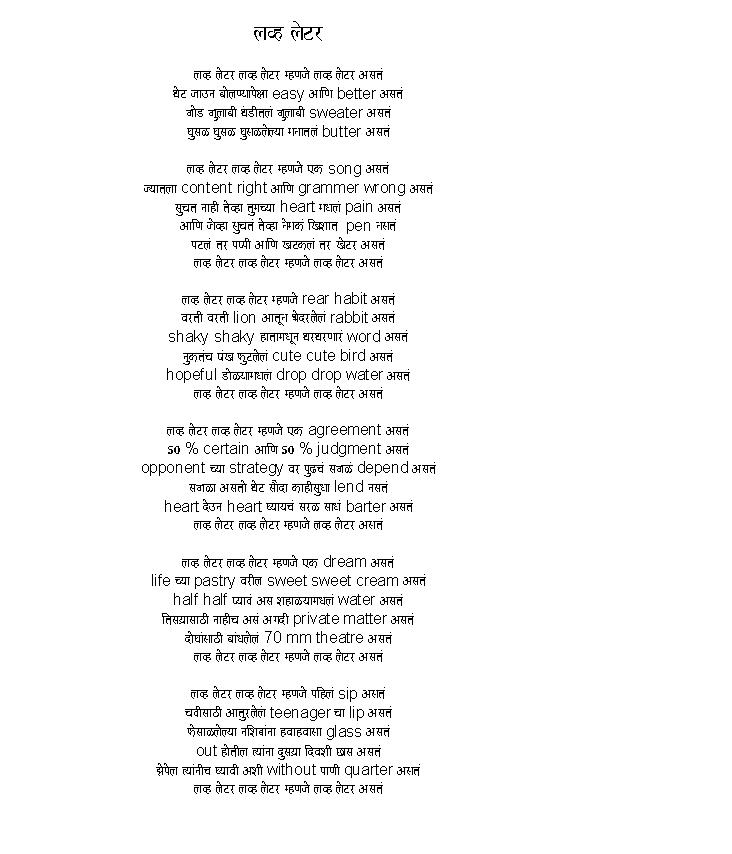 लव्ह लेटर
लव्ह लेटर लव्ह लेटर म्हणजे लव्ह लेटर असतं
थेट जाउन बोलण्यापेक्षा easy आणि better असतं
गोड गुलाबी थंडीतलं गुलाबी sweater असतं
घुसळ घुसळ घुसळलेल्या मनातलं butter असतं
लव्ह लेटर लव्ह लेटर म्हणजे एक song असतं
ज्यातला content right आणि grammer wrong असतं
सुचत नाही तेव्हा तुमच्या heart मधलं pain असतं
आणि जेव्हा सुचतं तेव्हा नेमकं खिशात pen नसतं
पटलं तर पप्पी आणि खटकलं तर खेटर असतं
लव्ह लेटर लव्ह लेटर म्हणजे लव्ह लेटर असतं
लव्ह लेटर लव्ह लेटर म्हणजे rear habit असतं
वरती वरती lion आतून भेदरलेलं rabbit असतं
shaky shaky हातामधून थरथरणारं word असतं
नुकतंच पंख फुटलेलं cute cute bird असतं
hopeful डोळयामधलं drop drop water असतं
लव्ह लेटर लव्ह लेटर म्हणजे लव्ह लेटर असतं
लव्ह लेटर लव्ह लेटर म्हणजे एक agreement असतं
50 % certain आणि 50 % judgment असतं
opponent च्या strategy वर पुढचं सगळं depend असतं
सगळा असतो थेट सौदा काहीसुधा lend नसतं
heart देउन heart घ्यायचं सरळ साधं barter असतं
लव्ह लेटर लव्ह लेटर म्हणजे लव्ह लेटर असतं
लव्ह लेटर लव्ह लेटर म्हणजे एक dream असतं
life च्या pastry वरील sweet sweet cream असतं
half half प्यावं अस शहाळयामधलं water असतं
तिसऱ्यासाठी नाहीच असं अगदी private matter असतं
दोघांसाठी बांधलेलं 70 mm theatre असतं
लव्ह लेटर लव्ह लेटर म्हणजे लव्ह लेटर असतं
लव्ह लेटर लव्ह लेटर म्हणजे पहिलं sip असतं
चवीसाठी आतुरलेलं teenager चा lip असतं
फेसाळलेल्या नशिबांना हवाहवासा glass असतं
out होतील त्यांना दुसऱ्या दिवशी त्रास असतं
झेपेल त्यांनीच घ्यावी अशी without पाणी quarter असतं
लव्ह लेटर लव्ह लेटर म्हणजे लव्ह लेटर असतं